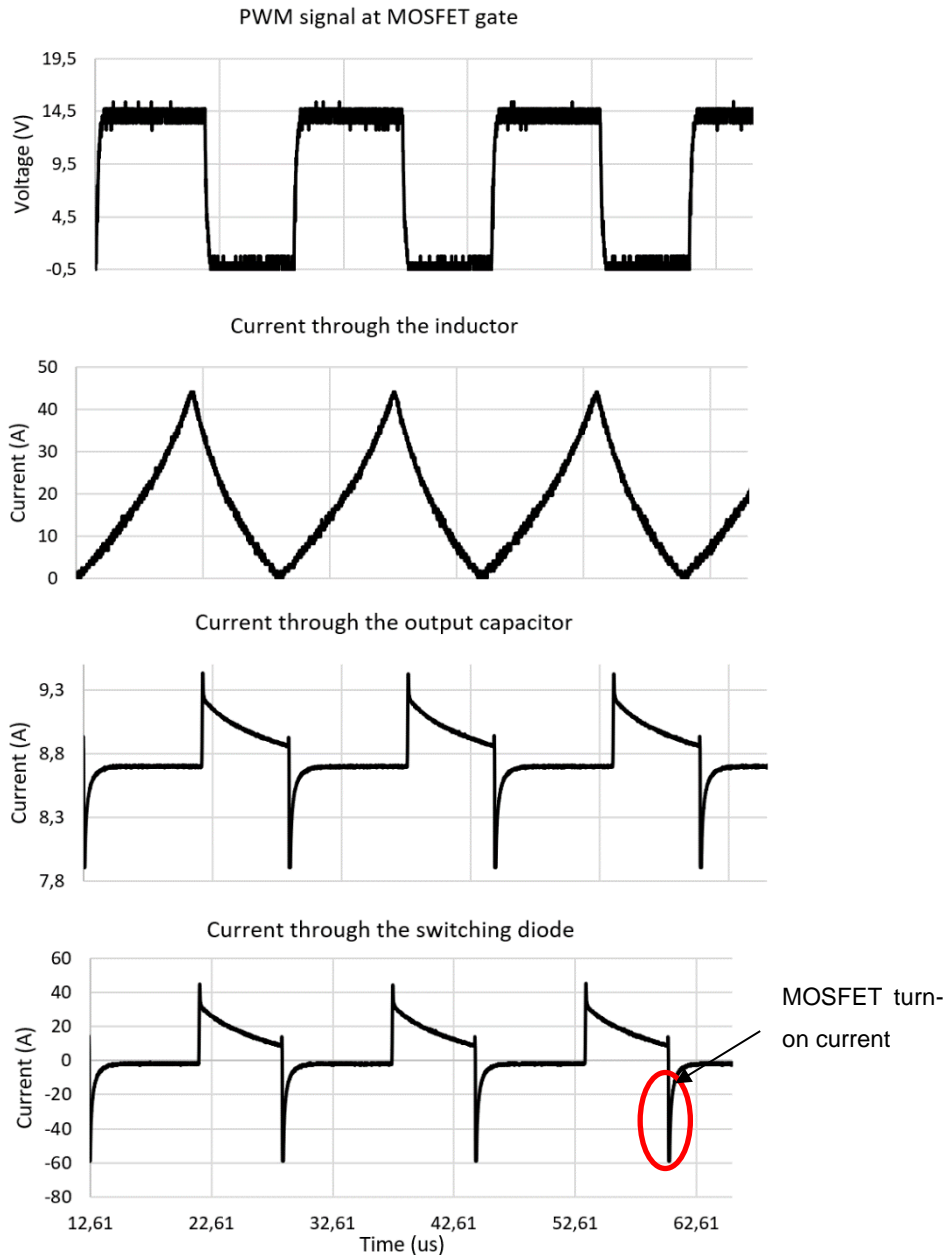 PWM signal at MOSFET gate
19,5
14,5
9,5
4,5
-0,5
Voltage (V)
Current through the inductor
50
40
30
20
10
0
Current (A)
Current through the output capacitor
9,3
8,8
8,3
7,8
Current (A)
Current through the switching diode
60
40
20
0
-20
-40
-60
-80
Current (A)
MOSFET turn-
on current
12,61 22,61 32,61 42,61 52,61 62,61
Time (us)